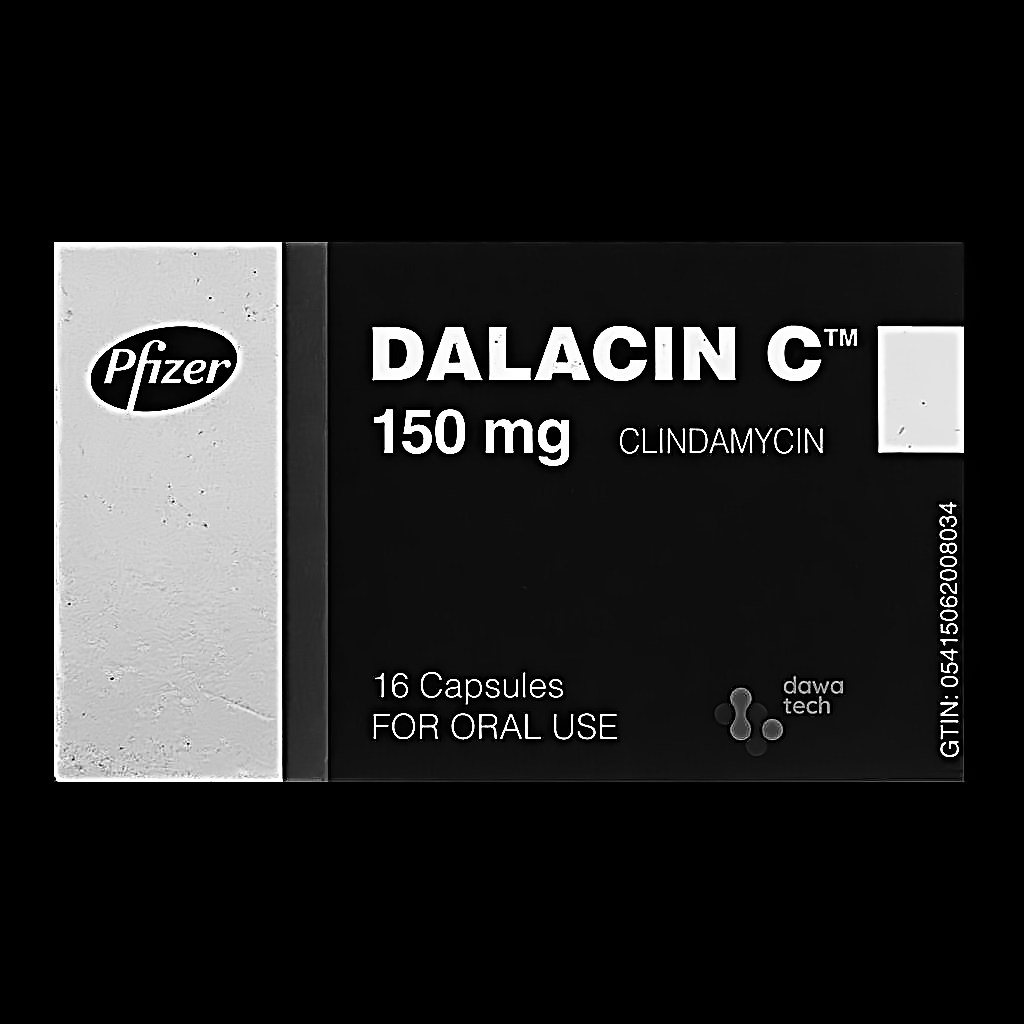 Pfizer
DALACIN C™
150 mg CLINDAMYCIN
16 Capsules
FOR ORAL USE
dawa
tech
GTIN: 05415062008034